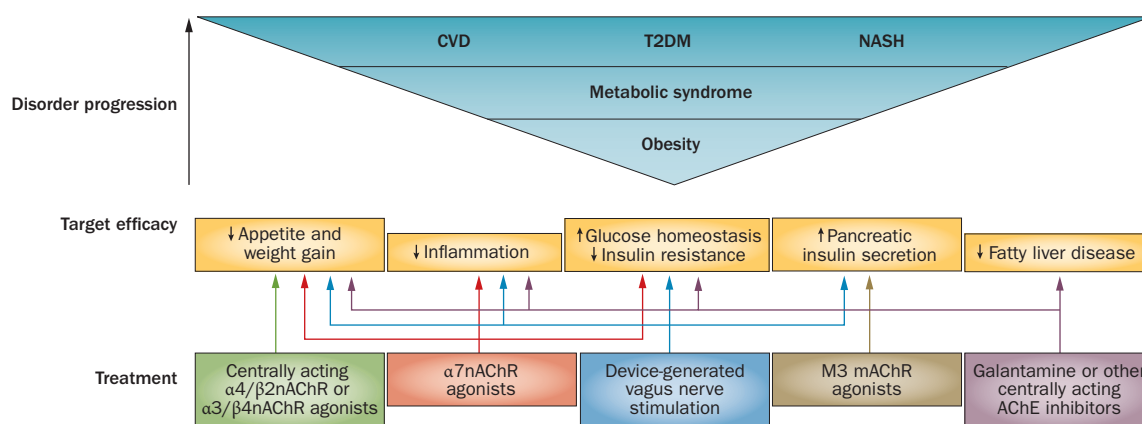 CVD T2DM NASH
Disorder progression
Metabolic syndrome
Obesity
Target efficacy
↓ Appetite and
weight gain
↓ Inflammation
↑ Glucose homeostasis
↓ Insulin resistance
↑ Pancreatic
insulin secretion
↓ Fatty liver disease
Treatment
Centrally acting
α4/β2nAChR or
α3/β4nAChR agonists
α7nAChR
agonists
Device-generated
vagus nerve
stimulation
M3 mAChR
agonists
Galantamine or other
centrally acting
AChE inhibitors